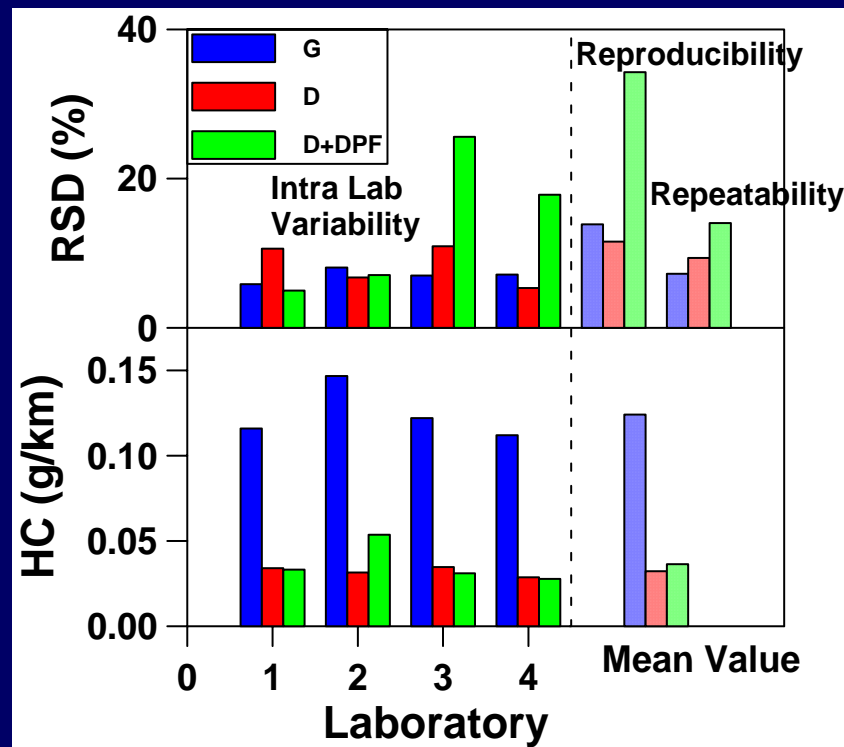 40
G
D
D+DPF
Reproducibility
20
Intra Lab
Variability
Repeatability
RSD (%)
0
0.15
0.10
0.05
0.00
HC (g/km)
0
1
2
3
4
Mean Value
Laboratory